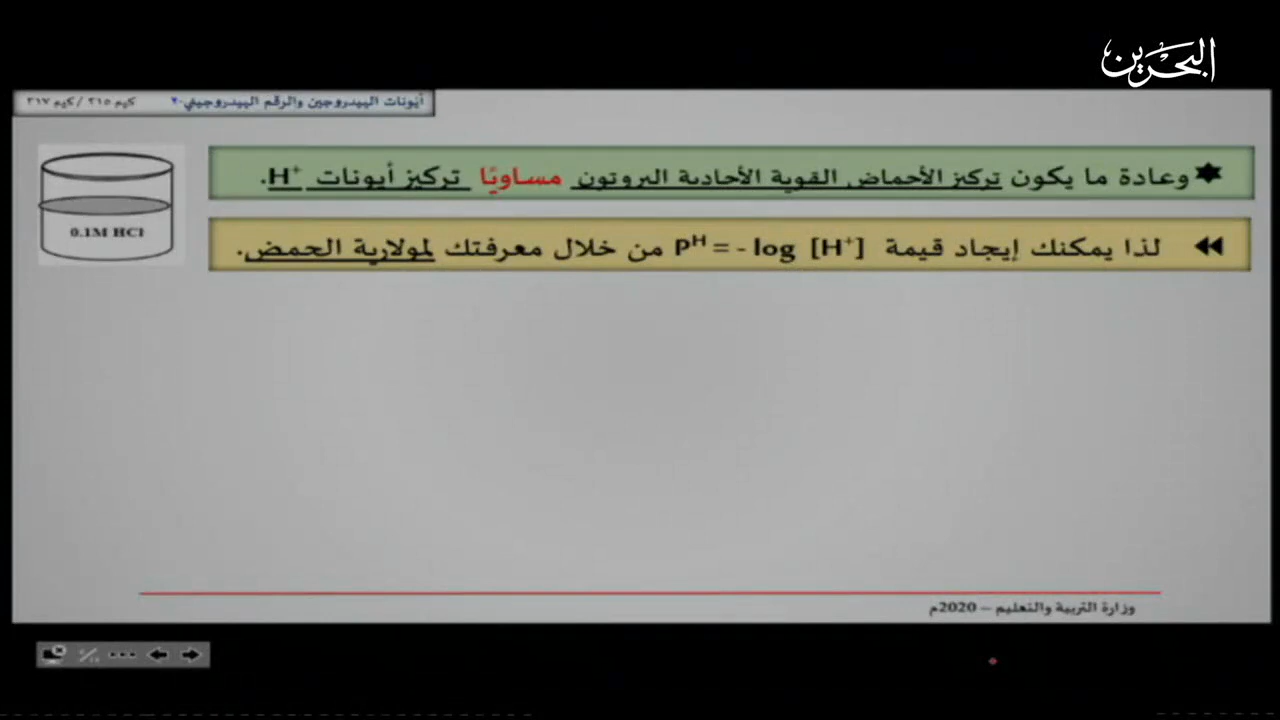 البحرين
أيونات الهيدروجين والرقم الهيدروجيني-٢ كيم ٢١٥ / كيم ٢١٧
وعادة ما يكون تركيز الأحماض القوية الأحادية البروتون مساويًا تركيز أيونات H⁺.
0.1M HCl
لذا يمكنك إيجاد قيمة Pᴴ = - log [H⁺] من خلال معرفتك لمولارية الحمض.
وزارة التربية والتعليم – 2020م